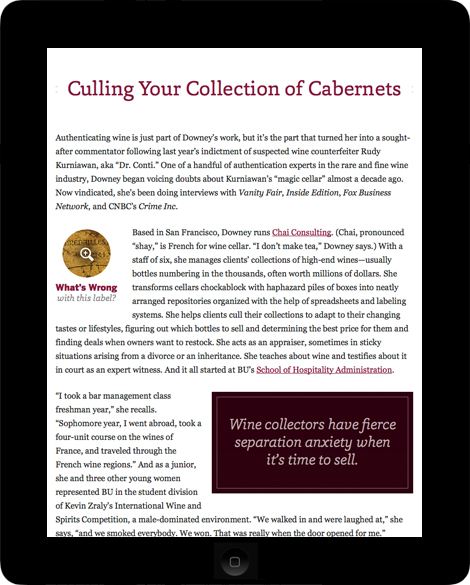 Culling Your Collection of Cabernets
Authenticating wine is just part of Downey’s work, but it’s the part that turned her into a sought-
after commentator following last year’s indictment of suspected wine counterfeiter Rudy
Kurniawan, aka “Dr. Conti.” One of a handful of authentication experts in the rare and fine wine
industry, Downey began voicing doubts about Kurniawan’s “magic cellar” almost a decade ago.
Now vindicated, she’s been doing interviews with Vanity Fair, Inside Edition, Fox Business
Network, and CNBC’s Crime Inc.
Based in San Francisco, Downey runs Chai Consulting. (Chai, pronounced
“shay,” is French for wine cellar. “I don’t make tea,” Downey says.) With a
staff of six, she manages clients’ collections of high-end wines—usually
bottles numbering in the thousands, often worth millions of dollars. She
transforms cellars chockablock with haphazard piles of boxes into neatly
arranged repositories organized with the help of spreadsheets and labeling
systems. She helps clients cull their collections to adapt to their changing
tastes or lifestyles, figuring out which bottles to sell and determining the best price for them and
finding deals when owners want to restock. She acts as an appraiser, sometimes in sticky
situations arising from a divorce or an inheritance. She teaches about wine and testifies about it
in court as an expert witness. And it all started at BU’s School of Hospitality Administration.
What’s Wrong
with this label?
“I took a bar management class
freshman year,” she recalls.
“Sophomore year, I went abroad, took a
four-unit course on the wines of
France, and traveled through the
French wine regions.” And as a junior,
she and three other young women
represented BU in the student division
of Kevin Zraly’s International Wine and
Spirits Competition, a male-dominated environment. “We walked in and were laughed at,” she
says, “and we smoked everybody. We won. That was really when the door opened for me.”
Wine collectors have fierce
separation anxiety when
it’s time to sell.